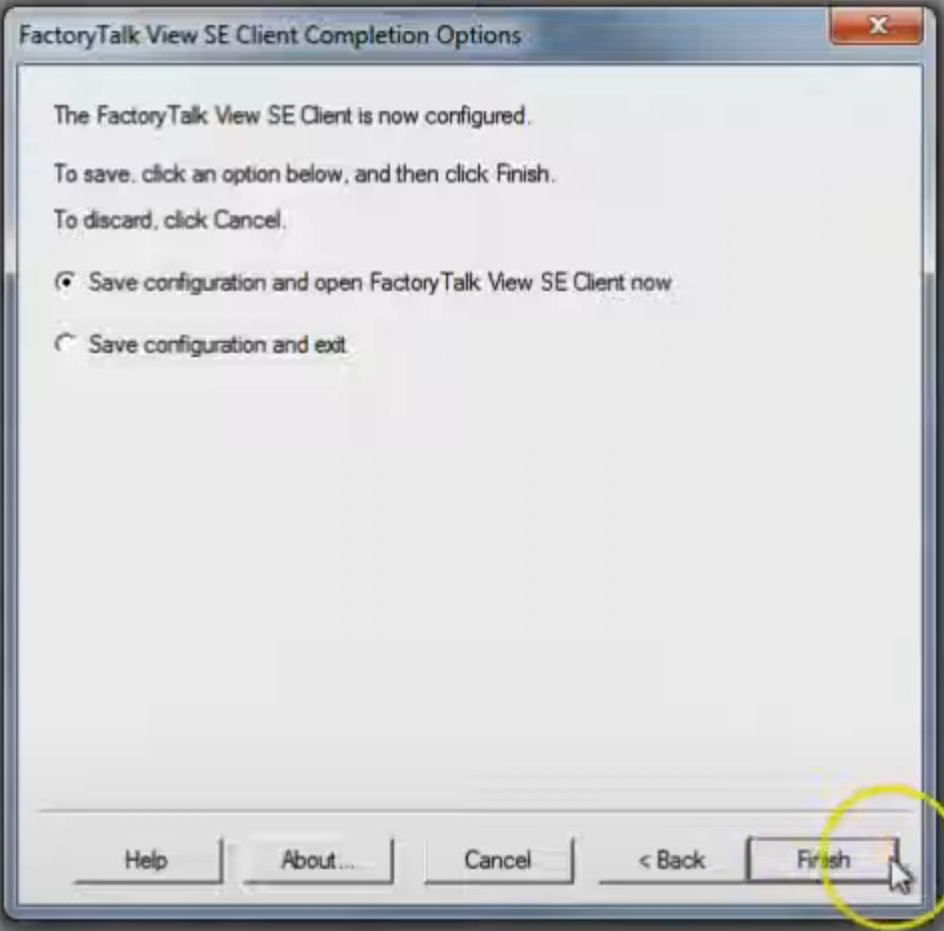 FactoryTalk View SE Client Completion Options
X
The FactoryTalk View SE Client is now configured.
To save, click an option below, and then click Finish.
To discard, click Cancel.
Save configuration and open FactoryTalk View SE Client now
Save configuration and exit
Help About... Cancel < Back Finish